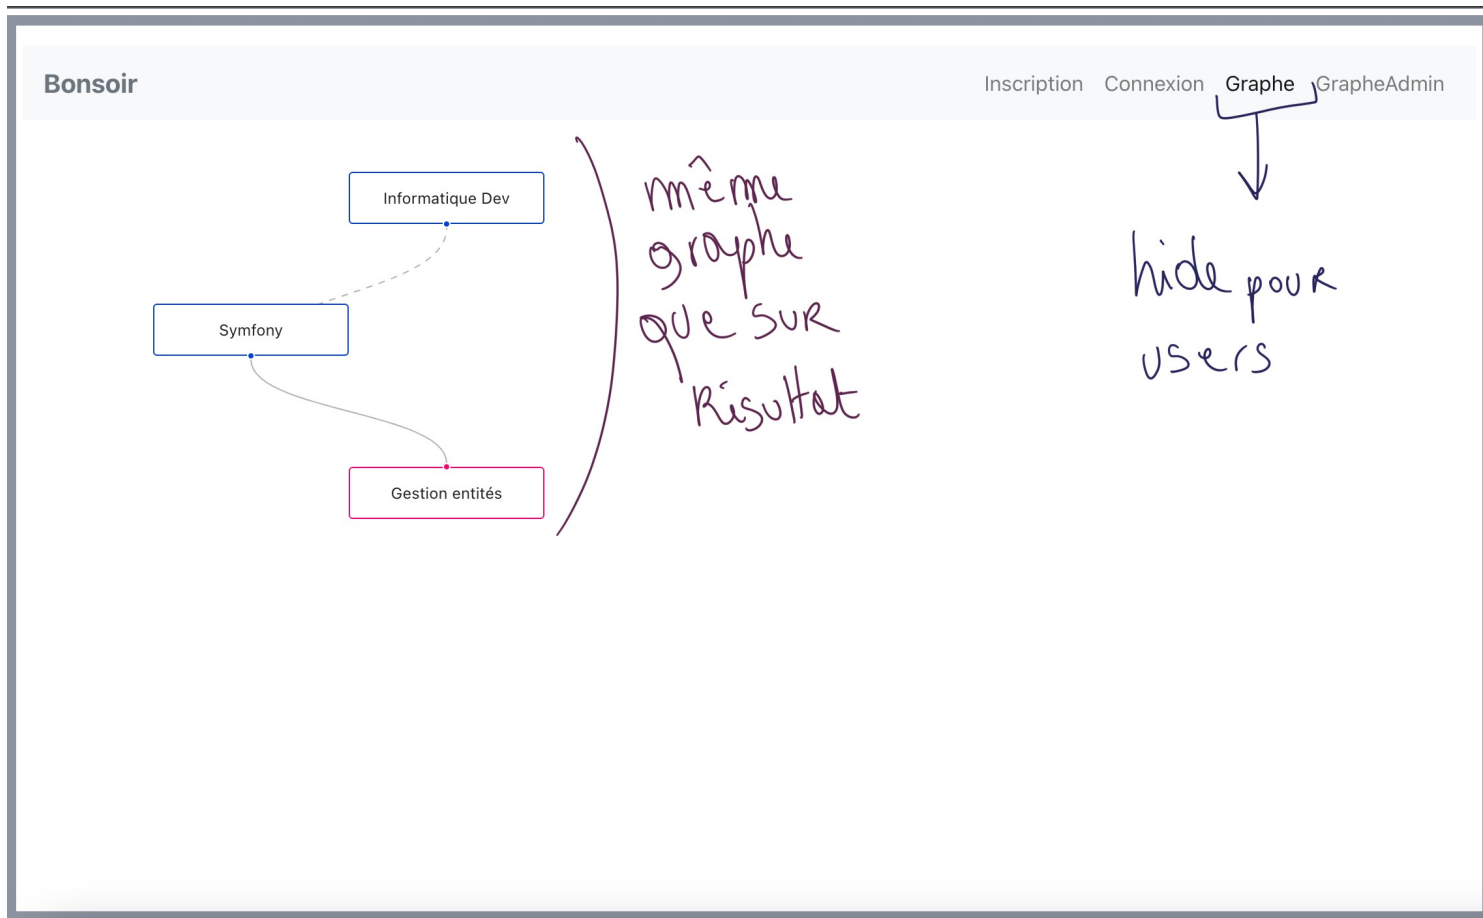 Bonsoir
Inscription Connexion Graphe GrapheAdmin
Informatique Dev
Symfony
Gestion entités
même
graphe
que sur
Résultat
hide pour
users